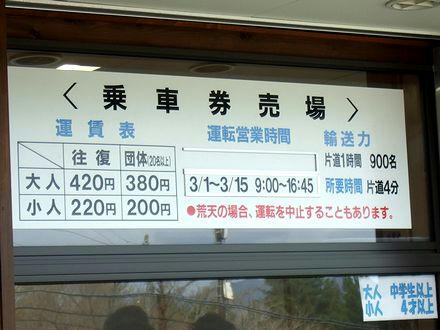 〈 乗車券売場 〉
運賃表 運転営業時間 輸送力
往復 団体(20名以上) 片道1時間 900名
大人 420円 380円 3/1～3/15 9:00～16:45 所要時間 片道4分
小人 220円 200円 ●荒天の場合、運転を中止することもあります。
大人 中学生以上
小人 4才以上